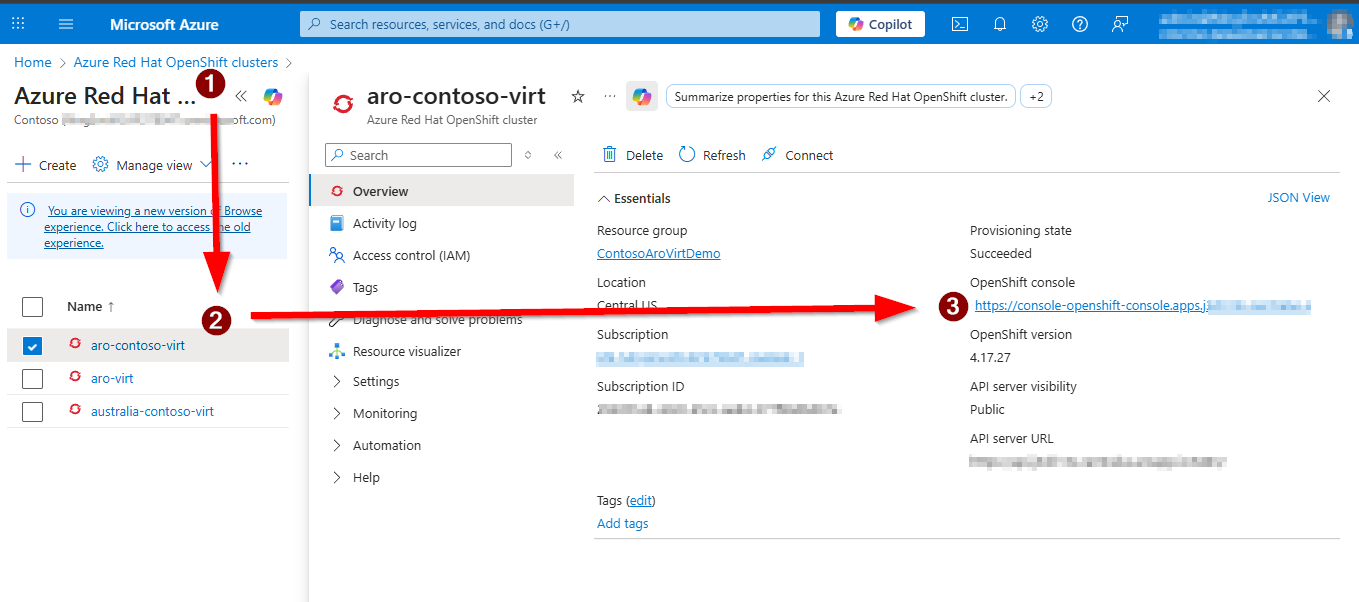 Microsoft Azure
Search resources, services, and docs (G+/)
Copilot
Home > Azure Red Hat OpenShift clusters >
Azure Red Hat ...
1
Contoso
oft.com)
Create
Manage view
...
You are viewing a new version of Browse
experience. Click here to access the old
experience.
Name ↑
2
aro-contoso-virt
aro-virt
australia-contoso-virt
aro-contoso-virt
...
Summarize properties for this Azure Red Hat OpenShift cluster.
+2
Azure Red Hat OpenShift cluster
Search
Overview
Activity log
Access control (IAM)
Tags
Diagnose and solve problems
Resource visualizer
Settings
Monitoring
Automation
Help
Delete
Refresh
Connect
Essentials
JSON View
Resource group
ContosoAroVirtDemo
Location
Central US
Subscription
Subscription ID
Provisioning state
Succeeded
OpenShift console
3
https://console-openshift-console.apps.j
OpenShift version
4.17.27
API server visibility
Public
API server URL
Tags (edit)
Add tags